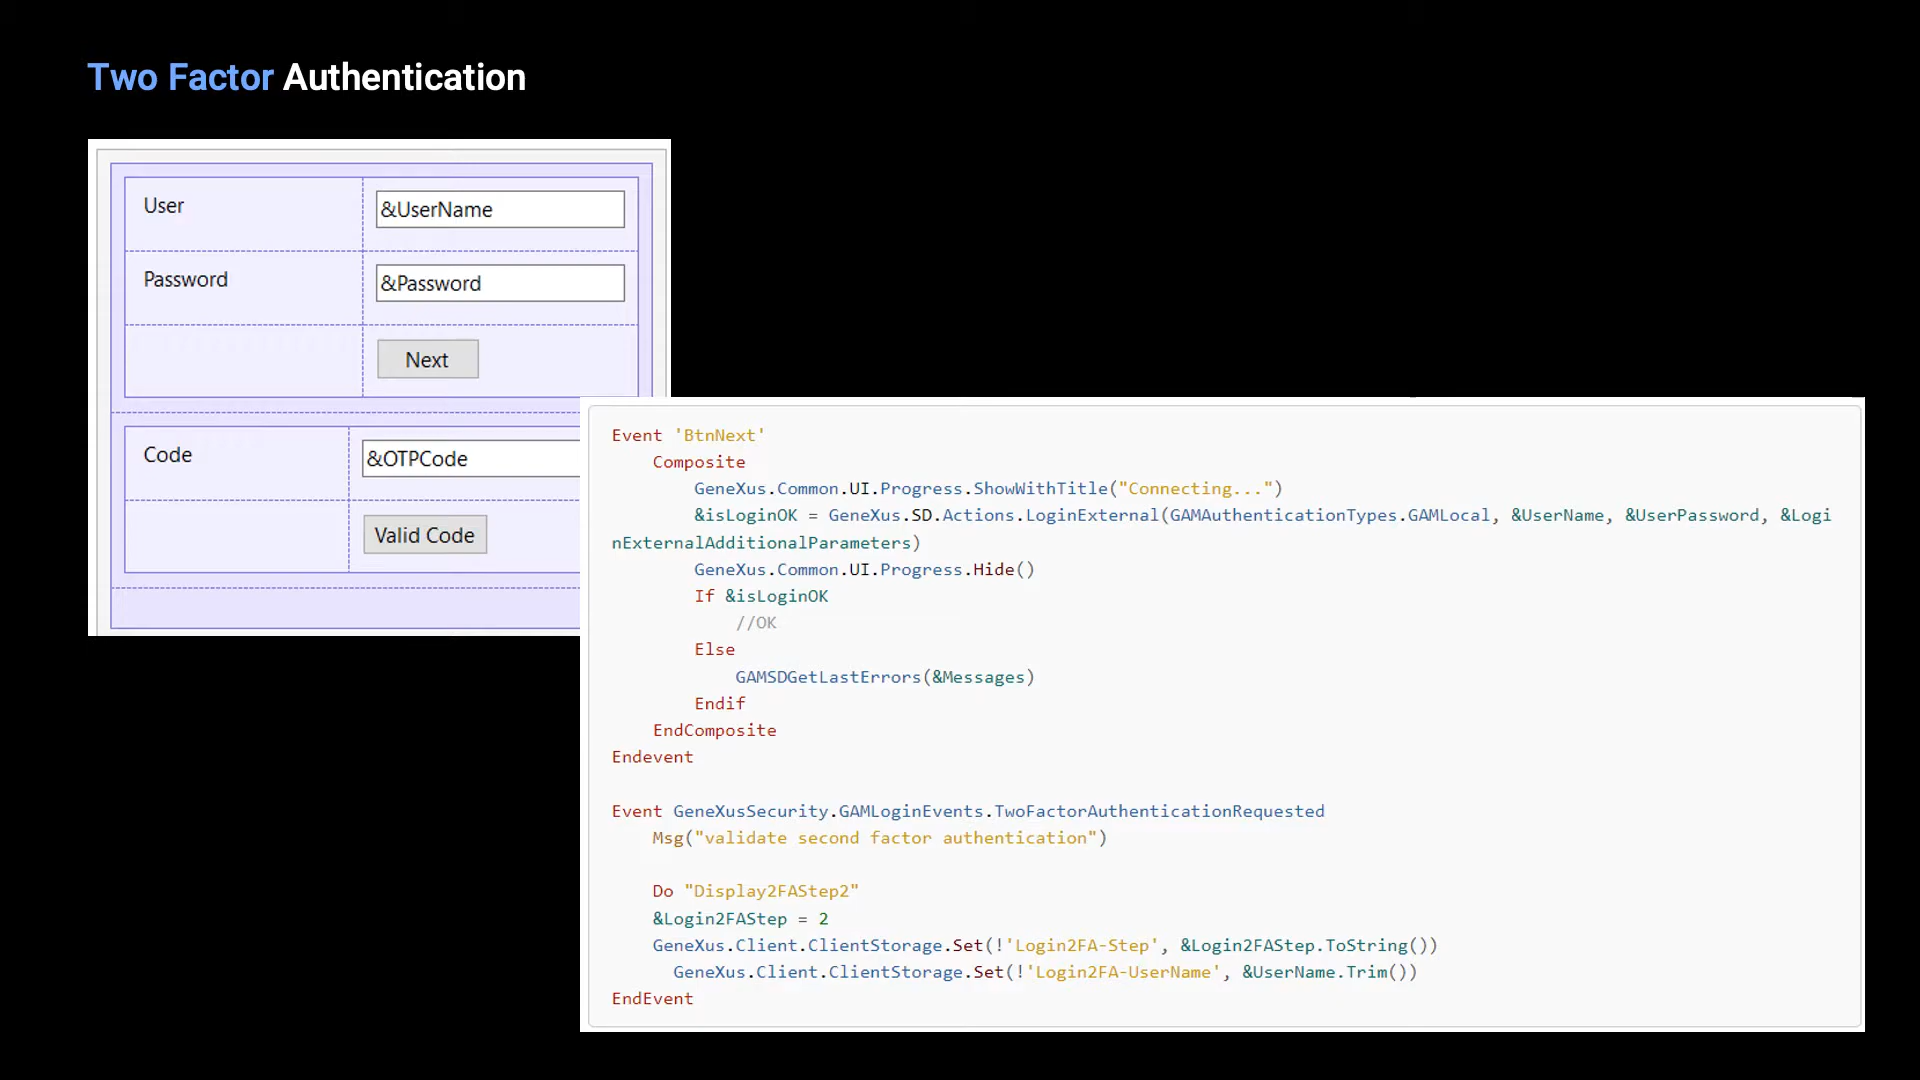 Two Factor Authentication
User
&UserName
Password
&Password
Next
Code
&OTPCode
Valid Code
Event 'BtnNext'
Composite
GeneXus.Common.UI.Progress.ShowWithTitle("Connecting...")
&isLoginOK = GeneXus.SD.Actions.LoginExternal(GAMAuthenticationTypes.GAMLocal, &UserName, &UserPassword, &Logi
nExternalAdditionalParameters)
GeneXus.Common.UI.Progress.Hide()
If &isLoginOK
//OK
Else
GAMSDGetLastErrors(&Messages)
Endif
EndComposite
Endevent
Event GeneXusSecurity.GAMLoginEvents.TwoFactorAuthenticationRequested
Msg("validate second factor authentication")
Do "Display2FAStep2"
&Login2FAStep = 2
GeneXus.Client.ClientStorage.Set(!'Login2FA-Step', &Login2FAStep.ToString())
GeneXus.Client.ClientStorage.Set(!'Login2FA-UserName', &UserName.Trim())
EndEvent